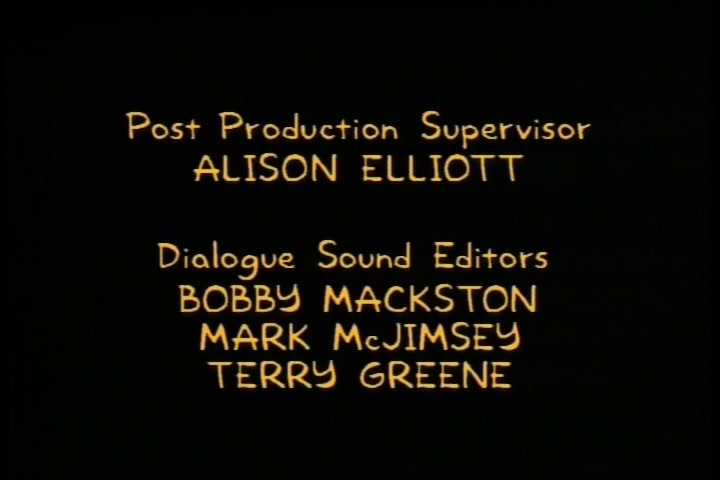 Post Production Supervisor
ALISON ELLIOTT
Dialogue Sound Editors
BOBBY MACKSTON
MARK McJIMSEY
TERRY GREENE